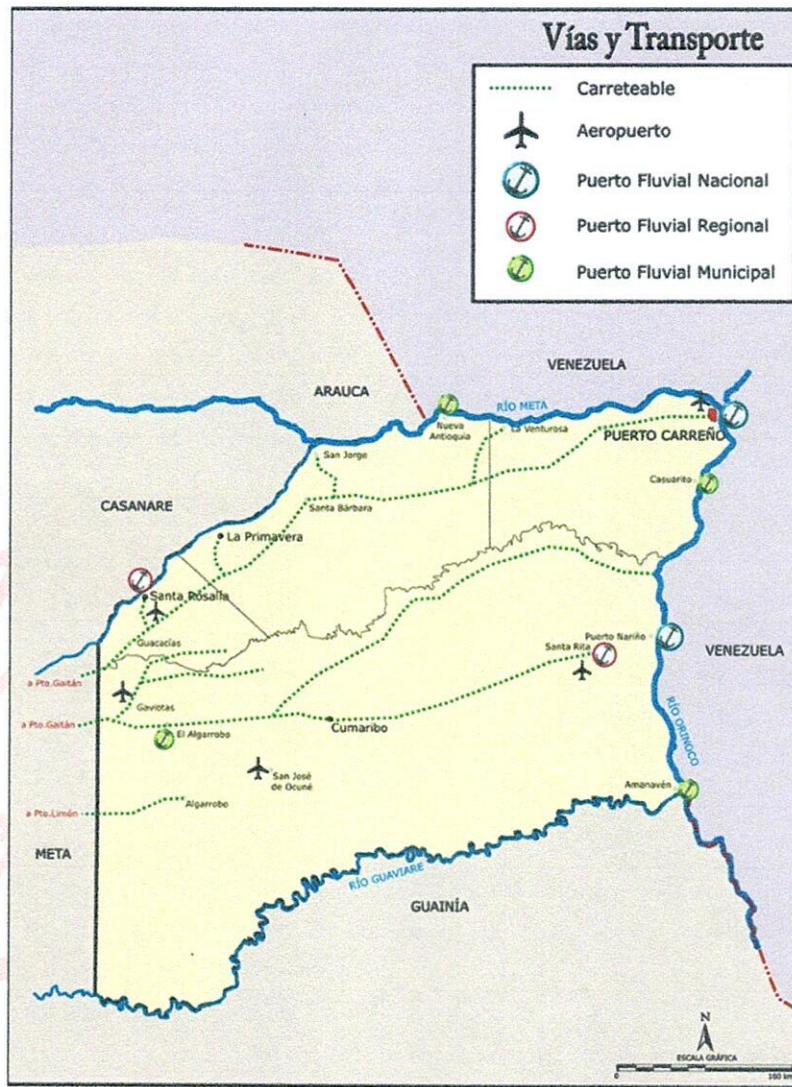 Vías y Transporte
Carreteable
Aeropuerto
Puerto Fluvial Nacional
Puerto Fluvial Regional
Puerto Fluvial Municipal
VENEZUELA
ARAUCA
RÍO META
Nueva
Antioquia
La Venturosa
PUERTO CARREÑO
San Jorge
Casuarito
CASANARE
Santa Bárbara
La Primavera
Santa Rosalía
Guacacías
Puerto Nariño
Santa Rita
VENEZUELA
a Pto.Gaitán
Gaviotas
a Pto.Gaitán
Cumaribo
El Algarrobo
RÍO ORINOCO
San José
de Ocuné
Amanavén
Algarrobo
a Pto.Limón
META
RÍO GUAVIARE
GUAINÍA
N
ESCALA GRÁFICA
0
160 km